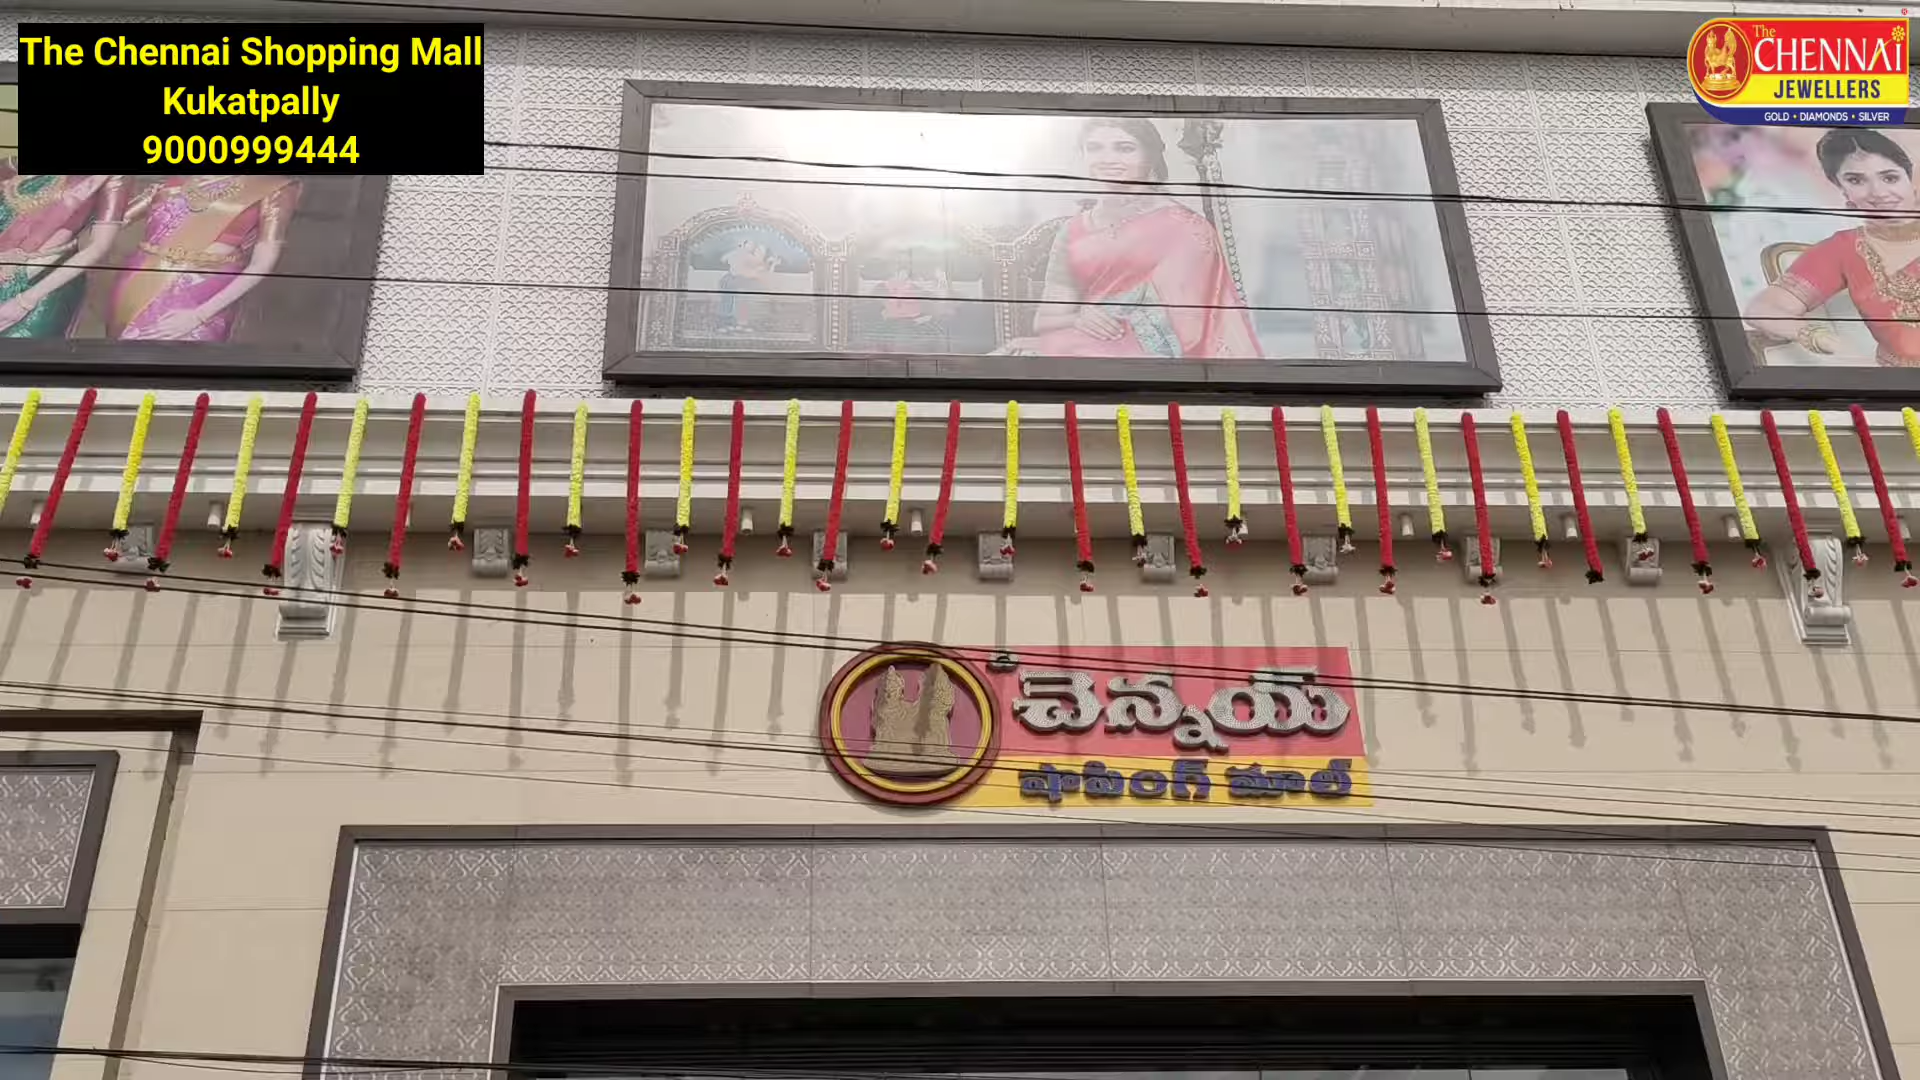 The Chennai Shopping Mall
Kukatpally
9000999444
The
CHENNAI
JEWELLERS
GOLD • DIAMONDS • SILVER
ది
చెన్నయ్
షాపింగ్ మాల్